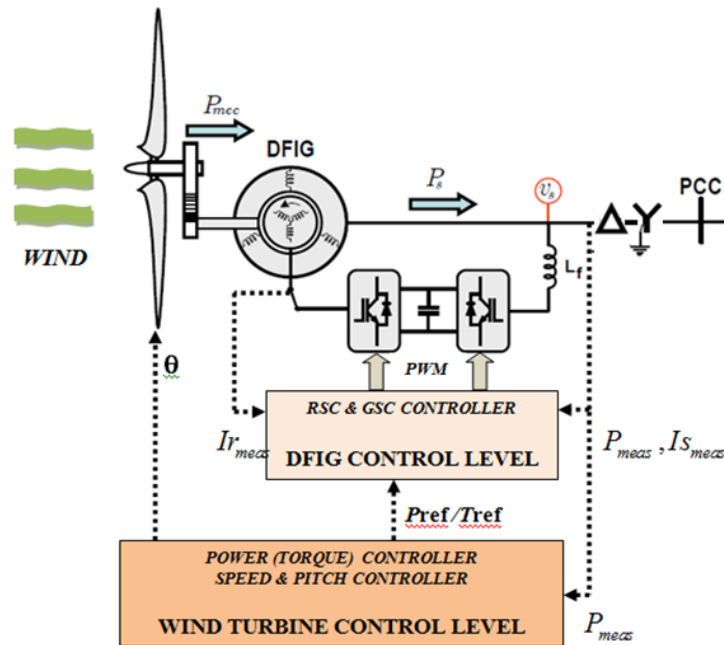 P_mec
DFIG
P_s
v_s
PCC
WIND
L_f
θ
PWM
RSC & GSC CONTROLLER
DFIG CONTROL LEVEL
Ir_meas
P_meas , Is_meas
Pref/Tref
POWER (TORQUE) CONTROLLER
SPEED & PITCH CONTROLLER
WIND TURBINE CONTROL LEVEL
P_meas